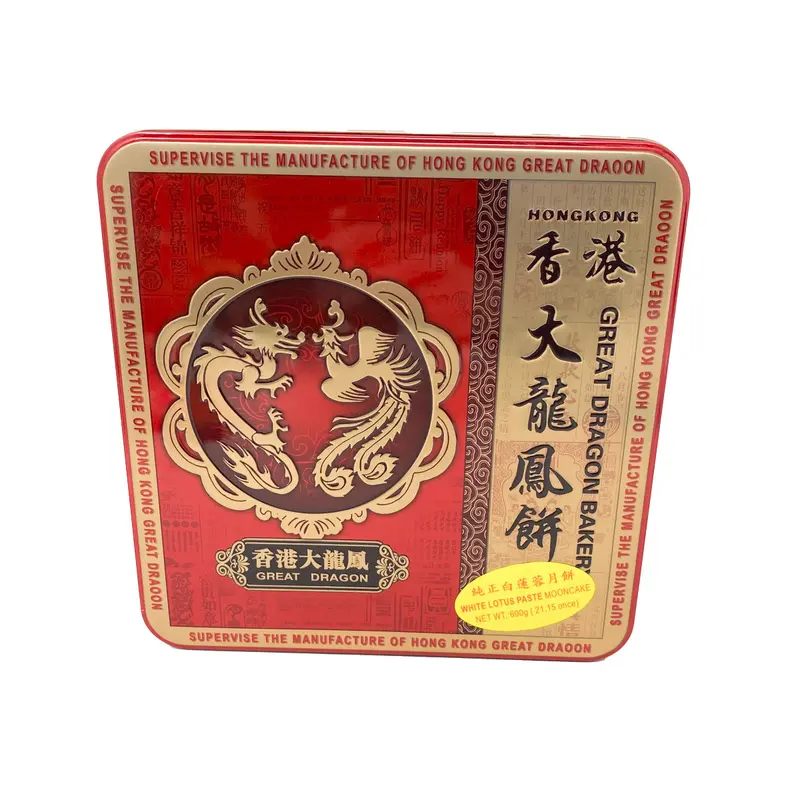 SUPERVISE THE MANUFACTURE OF HONG KONG GREAT DRAOON
SUPERVISE THE MANUFACTURE OF HONG KONG GREAT DRAOON
SUPERVISE THE MANUFACTURE OF HONG KONG GREAT DRAOON
HONGKONG
香港
大龍鳳餅
GREAT DRAGON BAKERY
香港大龍鳳
GREAT DRAGON
純正白蓮蓉月餅
WHITE LOTUS PASTE MOONCAKE
NET WT. 600g ( 21.15 once)
SUPERVISE THE MANUFACTURE OF HONG KONG GREAT DRAOON